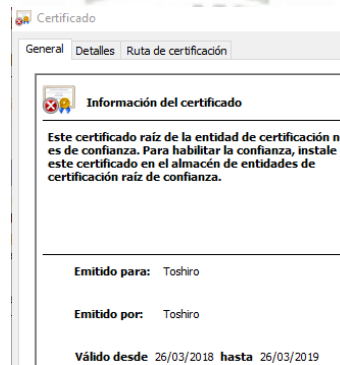 Certificado
General Detalles Ruta de certificación
Información del certificado
Este certificado raíz de la entidad de certificación n
es de confianza. Para habilitar la confianza, instale
este certificado en el almacén de entidades de
certificación raíz de confianza.
Emitido para: Toshiro
Emitido por: Toshiro
Válido desde 26/03/2018 hasta 26/03/2019